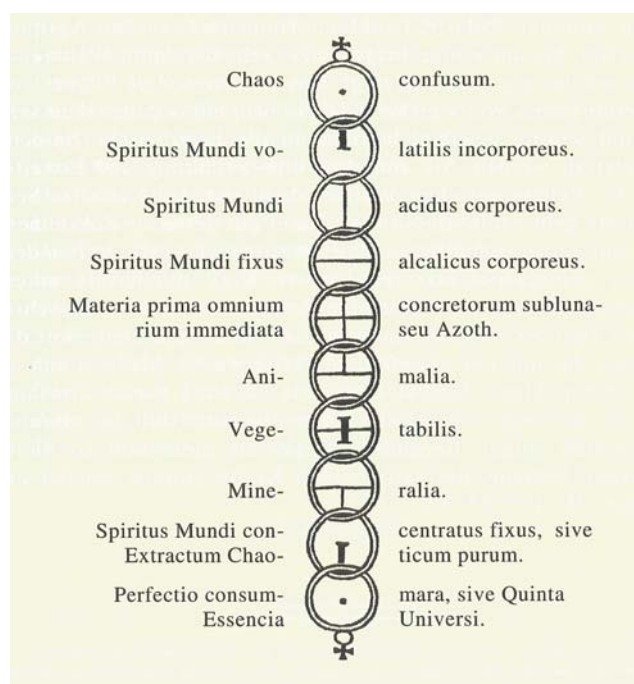 Chaos confusum.
Spiritus Mundi vo- latilis incorporeus.
Spiritus Mundi acidus corporeus.
Spiritus Mundi fixus alcalicus corporeus.
Materia prima omnium concretorum subluna-
rium immediata seu Azoth.
Ani- malia.
Vege- tabilis.
Mine- ralia.
Spiritus Mundi con- centratus fixus, sive
Extractum Chao- ticum purum.
Perfectio consum- mara, sive Quinta
Essencia Universi.